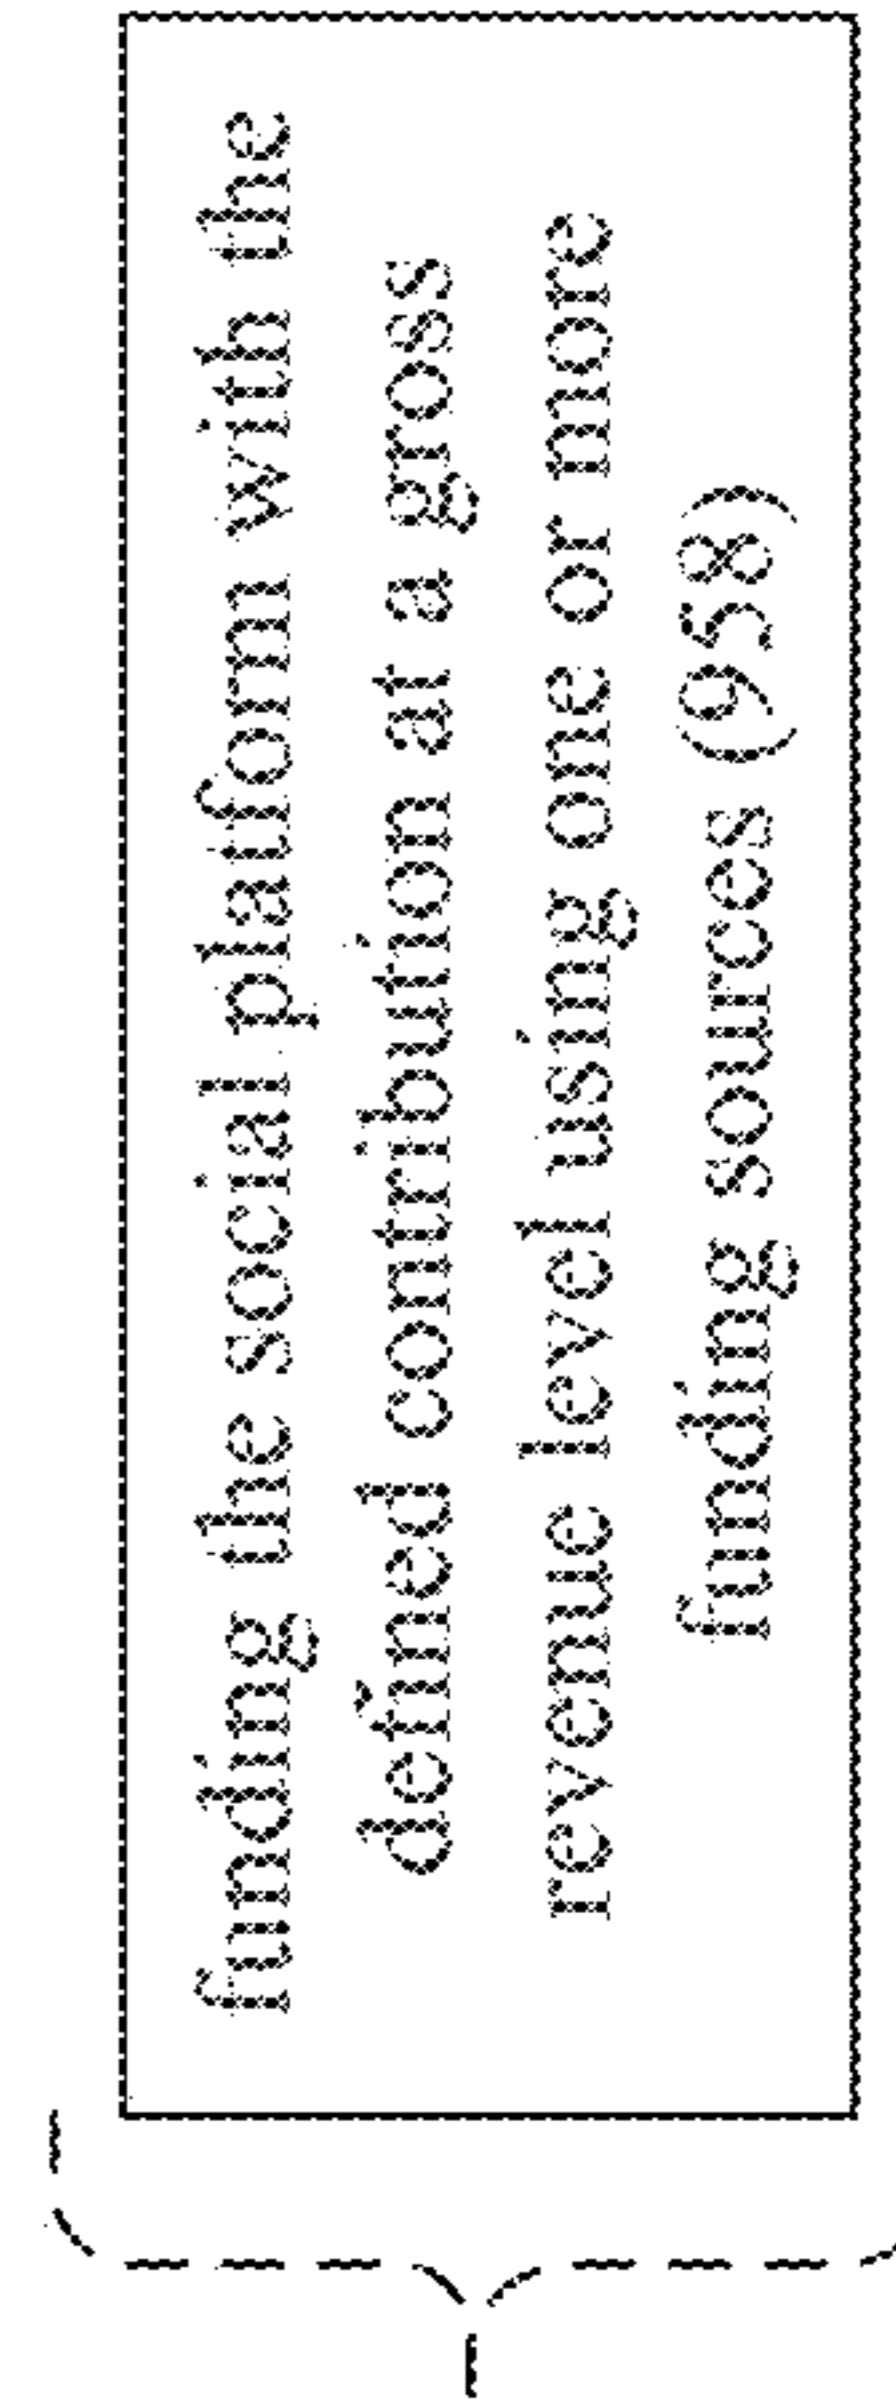 funding the social platform with the
defined contribution at a gross
revenue level using one or more
funding sources (958)